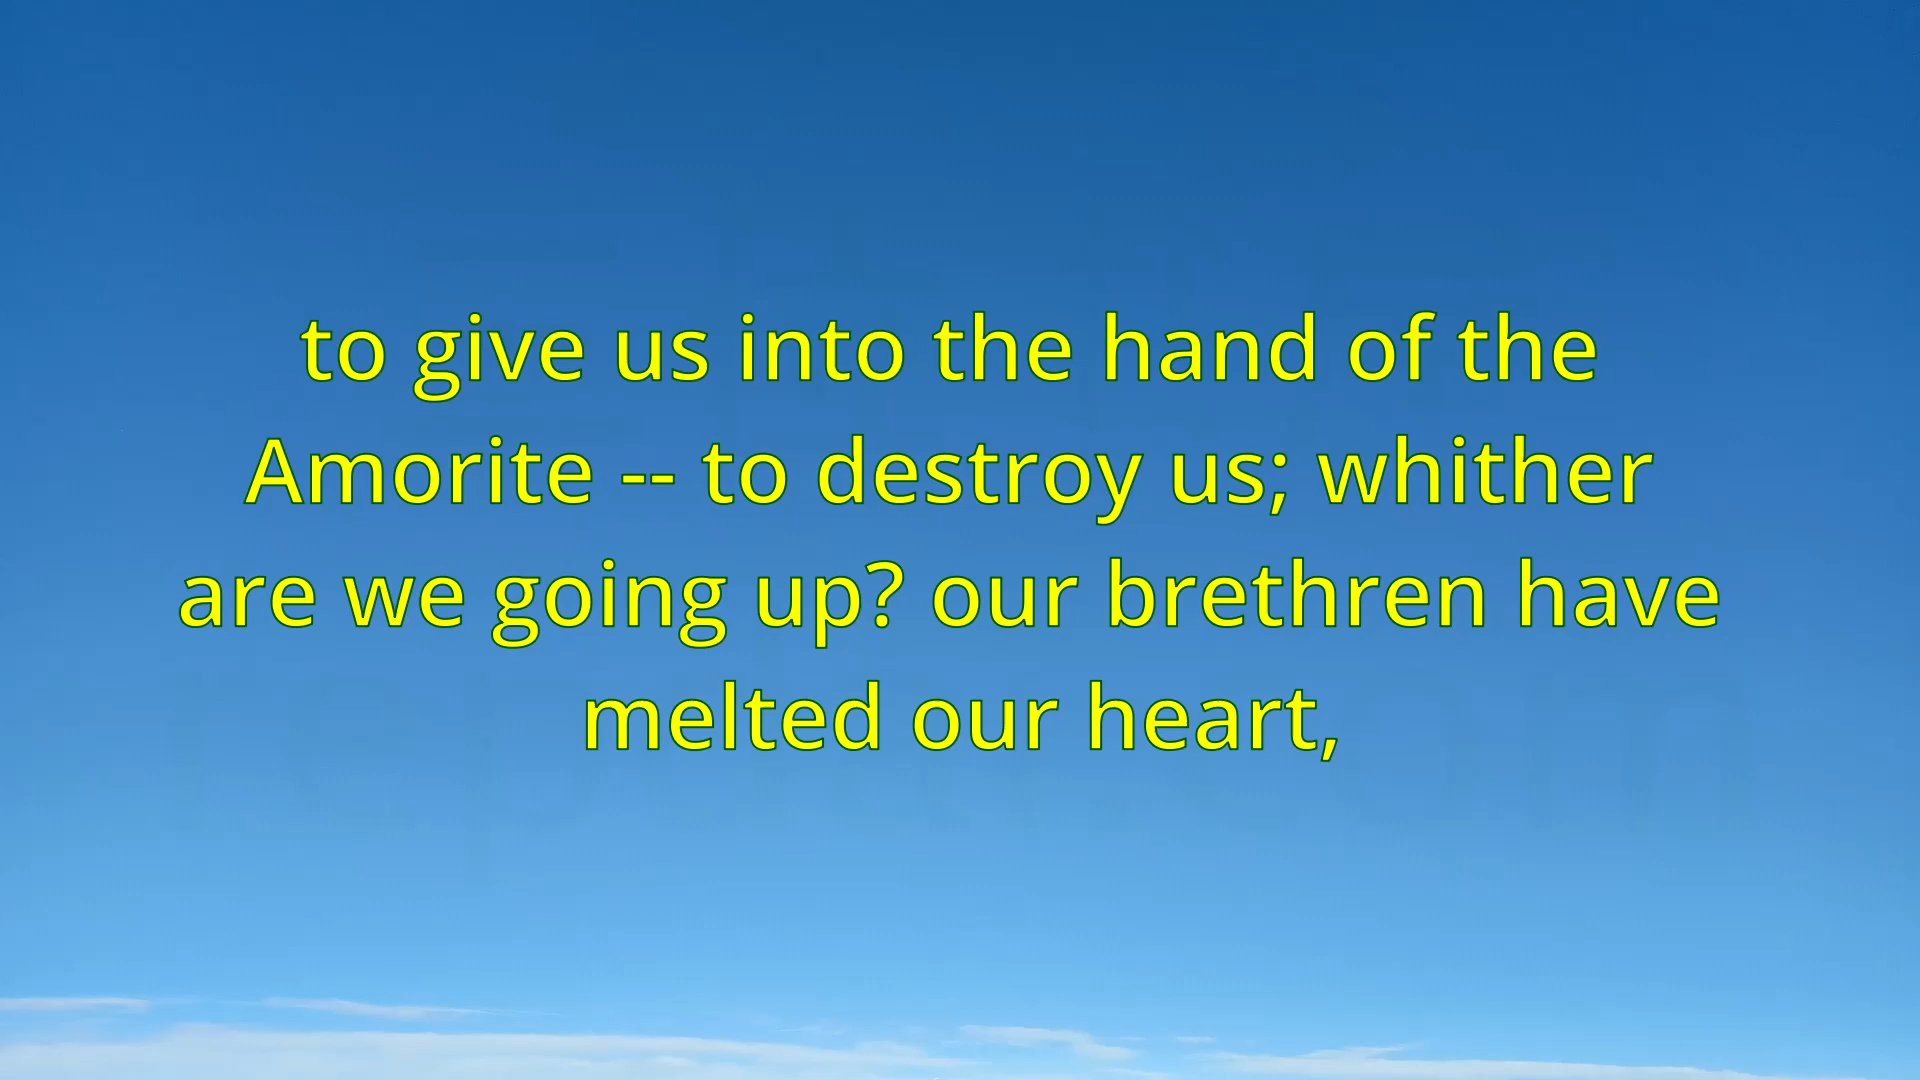 to give us into the hand of the
Amorite -- to destroy us; whither
are we going up? our brethren have
melted our heart,